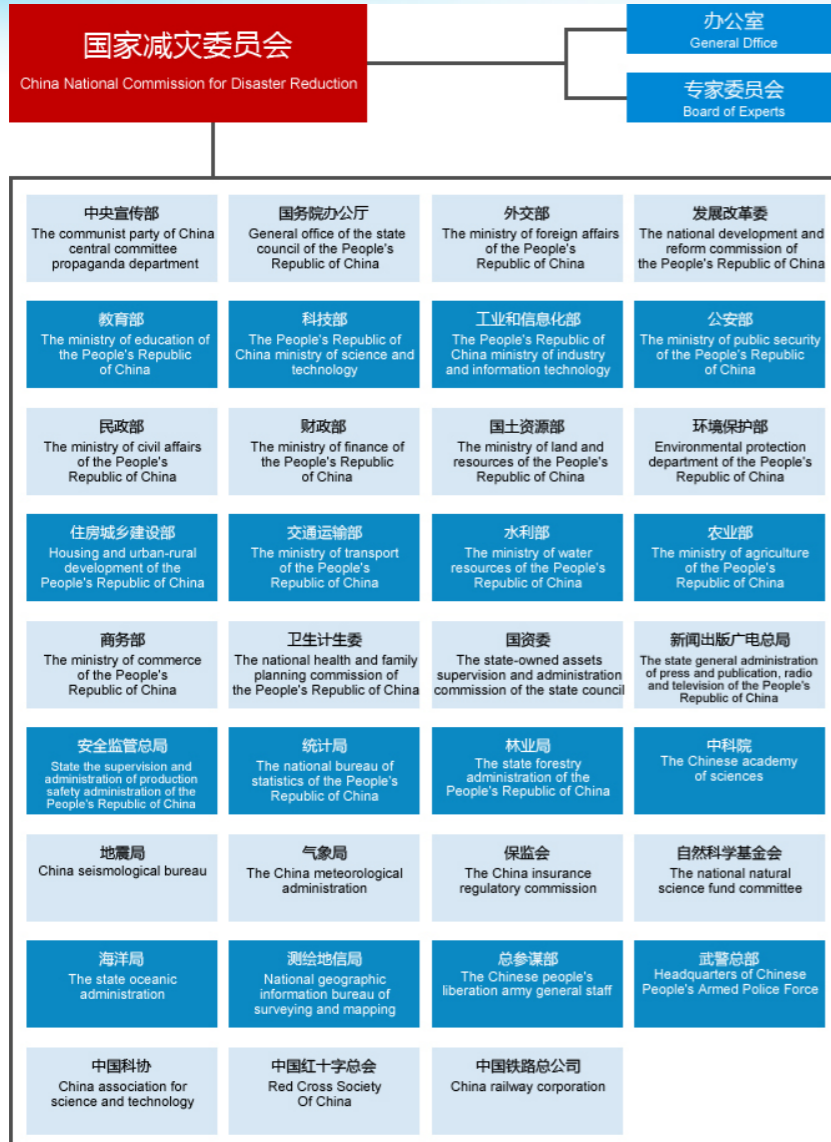 国家减灾委员会
China National Commission for Disaster Reduction
办公室
General Dffice
专家委员会
Board of Experts
中央宣传部
The communist party of China
central committee
propaganda department
国务院办公厅
General office of the state
council of the People's
Republic of China
外交部
The ministry of foreign affairs
of the People's
Republic of China
发展改革委
The national development and
reform commission of
the People's Republic of China
教育部
The ministry of education of
the People's Republic
of China
科技部
The People's Republic of
China ministry of science and
technology
工业和信息化部
The People's Republic of
China ministry of industry
and information technology
公安部
The ministry of public security
of the People's Republic
of China
民政部
The ministry of civil affairs
of the People's
Republic of China
财政部
The ministry of finance of
the People's Republic
of China
国土资源部
The ministry of land and
resources of the People's
Republic of China
环境保护部
Environmental protection
department of the People's
Republic of China
住房城乡建设部
Housing and urban-rural
development of the
People's Republic of China
交通运输部
The ministry of transport
of the People's
Republic of China
水利部
The ministry of water
resources of the People's
Republic of China
农业部
The ministry of agriculture
of the People's
Republic of China
商务部
The ministry of commerce
of the People's
Republic of China
卫生计生委
The national health and family
planning commission of
the People's Republic of China
国资委
The state-owned assets
supervision and administration
commission of the state council
新闻出版广电总局
The state general administration
of press and publication, radio
and television of the People's
Republic of China
安全监管总局
State the supervision and
administration of production
safety administration of the
People's Republic of China
统计局
The national bureau of
statistics of the People's
Republic of China
林业局
The state forestry
administration of the
People's Republic of China
中科院
The Chinese academy
of sciences
地震局
China seismological bureau
气象局
The China meteorological
administration
保监会
The China insurance
regulatory commission
自然科学基金会
The national natural
science fund committee
海洋局
The state oceanic
administration
测绘地信局
National geographic
information bureau of
surveying and mapping
总参谋部
The Chinese people's
liberation army general staff
武警总部
Headquarters of Chinese
People's Armed Police Force
中国科协
China association for
science and technology
中国红十字总会
Red Cross Society
Of China
中国铁路总公司
China railway corporation